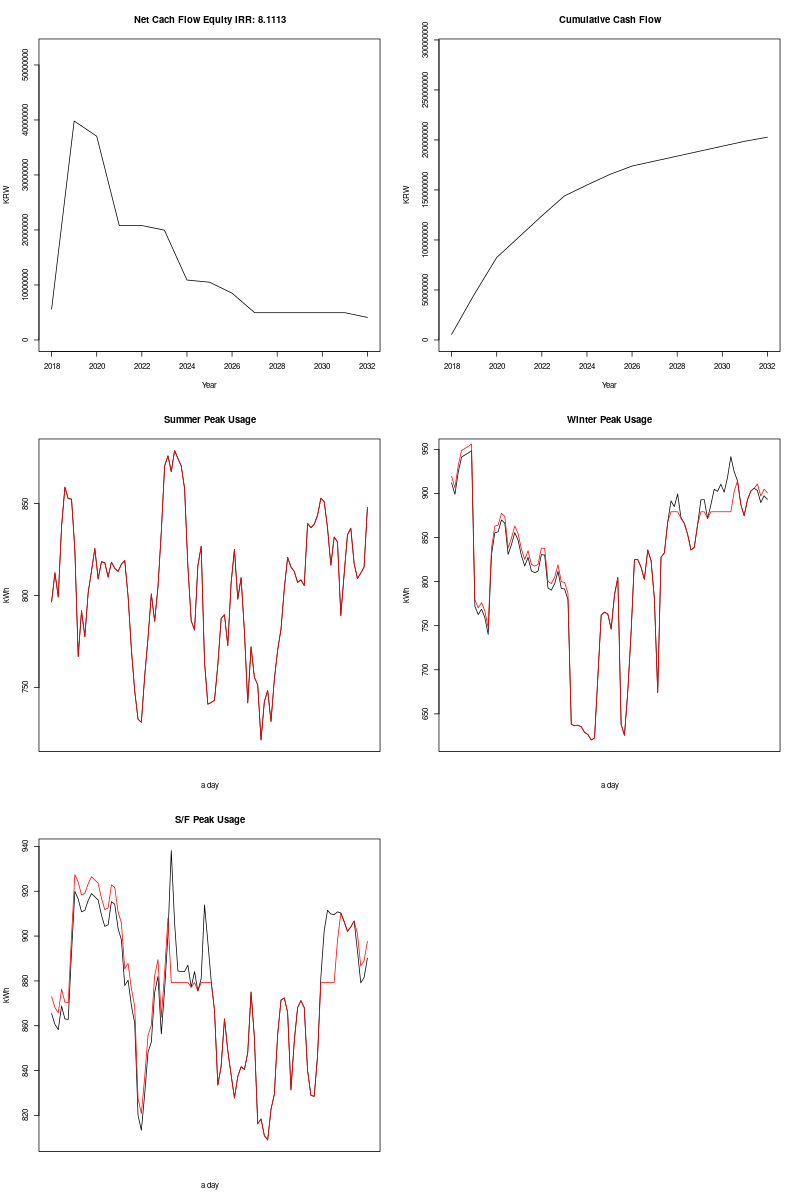 Net Cach Flow Equity IRR: 8.1113
KRW
50000000
40000000
30000000
20000000
10000000
0
2018 2020 2022 2024 2026 2028 2030 2032
Year
Cumulative Cash Flow
KRW
300000000
250000000
200000000
150000000
100000000
50000000
0
2018 2020 2022 2024 2026 2028 2030 2032
Year
Summer Peak Usage
kWh
850
800
750
a day
Winter Peak Usage
kWh
950
900
850
800
750
700
650
a day
S/F Peak Usage
kWh
940
920
900
880
860
840
820
a day